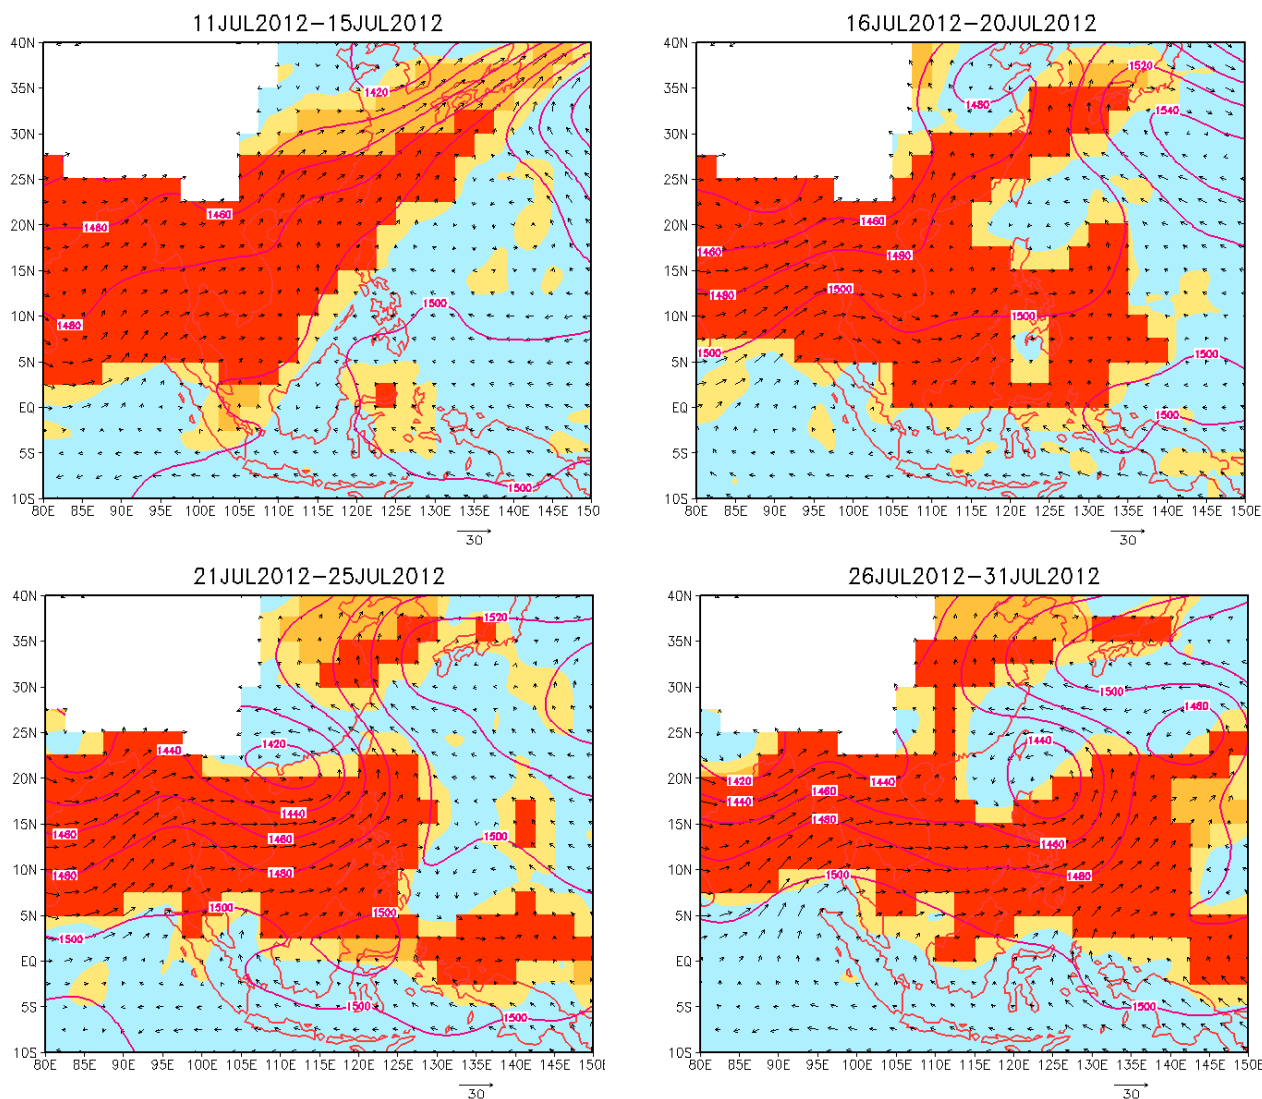 11JUL2012-15JUL2012
40N
35N
30N
25N
20N
15N
10N
5N
EQ
5S
10S
1420
1460
1460
1480
1500
1500
80E 85E 90E 95E 100E 105E 110E 115E 120E 125E 130E 135E 140E 145E 150
30
16JUL2012-20JUL2012
40N
35N
30N
25N
20N
15N
10N
5N
EQ
5S
10S
1520
1480
1540
1460
1460
1480
1480
1500
1500
1500
1500
1500
80E 85E 90E 95E 100E 105E 110E 115E 120E 125E 130E 135E 140E 145E 150E
30
21JUL2012-25JUL2012
40N
35N
30N
25N
20N
15N
10N
5N
EQ
5S
10S
1520
1440
1420
1440
1460
1460
1500
1480
1480
1500
1500
1500
1500
1500
80E 85E 90E 95E 100E 105E 110E 115E 120E 125E 130E 135E 140E 145E 150E
30
26JUL2012-31JUL2012
40N
35N
30N
25N
20N
15N
10N
5N
EQ
5S
10S
1500
1480
1440
1420
1440
1440
1460
1480
1460
1480
1500
1500
80E 85E 90E 95E 100E 105E 110E 115E 120E 125E 130E 135E 140E 145E 150E
30